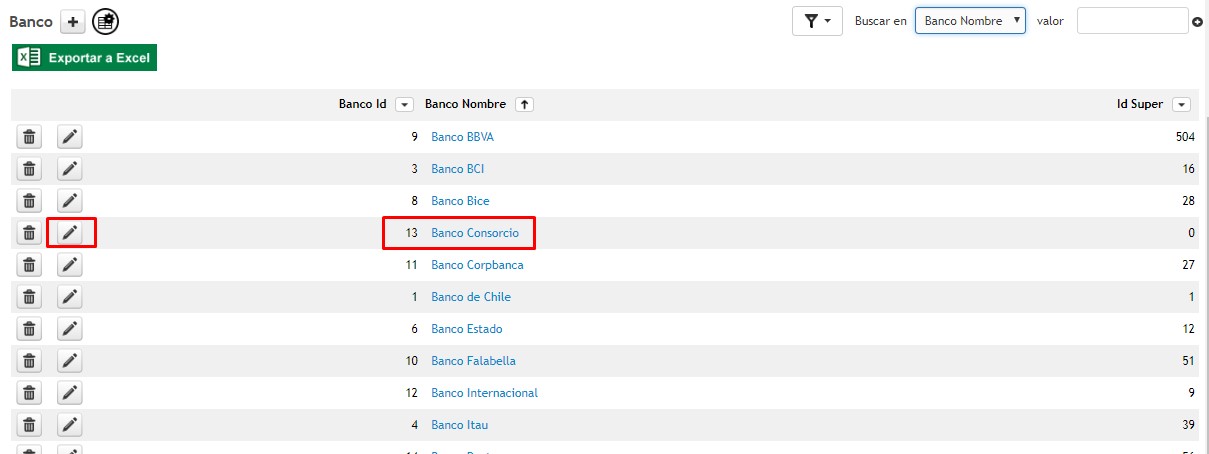 Banco Buscar en Banco Nombre valor
Exportar a Excel
Banco Id Banco Nombre Id Super
9 Banco BBVA 504
3 Banco BCI 16
8 Banco Bice 28
13 Banco Consorcio 0
11 Banco Corpbanca 27
1 Banco de Chile 1
6 Banco Estado 12
10 Banco Falabella 51
12 Banco Internacional 9
4 Banco Itau 39